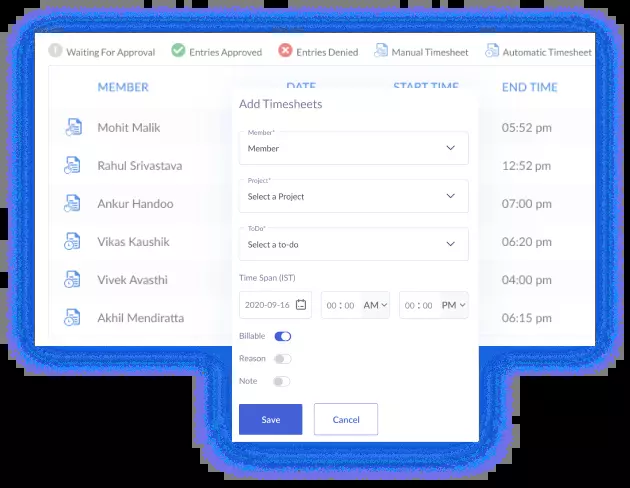 Waiting For Approval Entries Approved Entries Denied Manual Timesheet Automatic Timesheet
MEMBER DATE START TIME END TIME
Mohit Malik 05:52 pm
Rahul Srivastava 12:52 pm
Ankur Handoo 07:00 pm
Vikas Kaushik 06:20 pm
Vivek Avasthi 04:00 pm
Akhil Mendiratta 06:15 pm
Add Timesheets
Member*
Member
Project*
Select a Project
ToDo*
Select a to-do
Time Span (IST)
2020-09-16 00 : 00 AM 00 : 00 PM
Billable
Reason
Note
Save Cancel